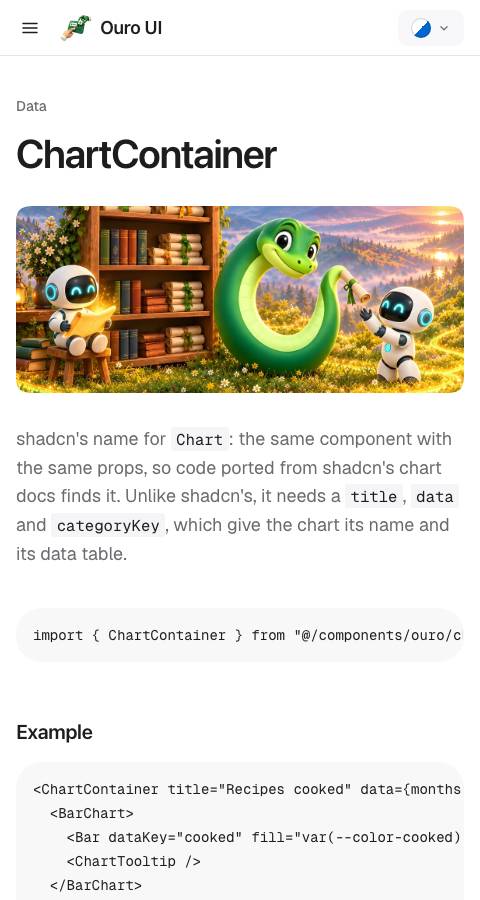 Ouro UI
Data
ChartContainer
shadcn's name for Chart: the same component with
the same props, so code ported from shadcn's chart
docs finds it. Unlike shadcn's, it needs a title, data
and categoryKey, which give the chart its name and
its data table.
import { ChartContainer } from "@/components/ouro/c
Example
<ChartContainer title="Recipes cooked" data={months
  <BarChart>
    <Bar dataKey="cooked" fill="var(--color-cooked)
    <ChartTooltip />
  </BarChart>